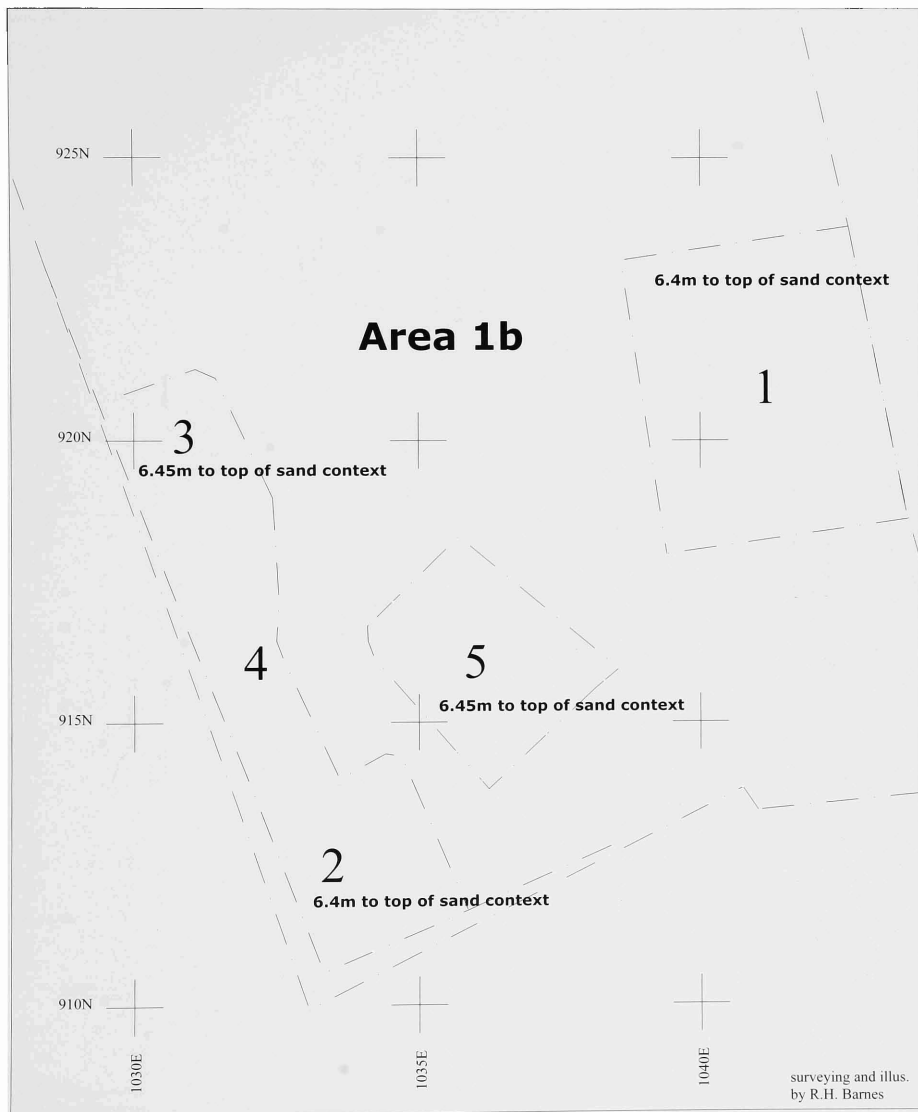 925N
6.4m to top of sand context
Area 1b
1
3
920N
6.45m to top of sand context
4
5
6.45m to top of sand context
915N
2
6.4m to top of sand context
910N
1030E
1035E
1040E
surveying and illus.
by R.H. Barnes